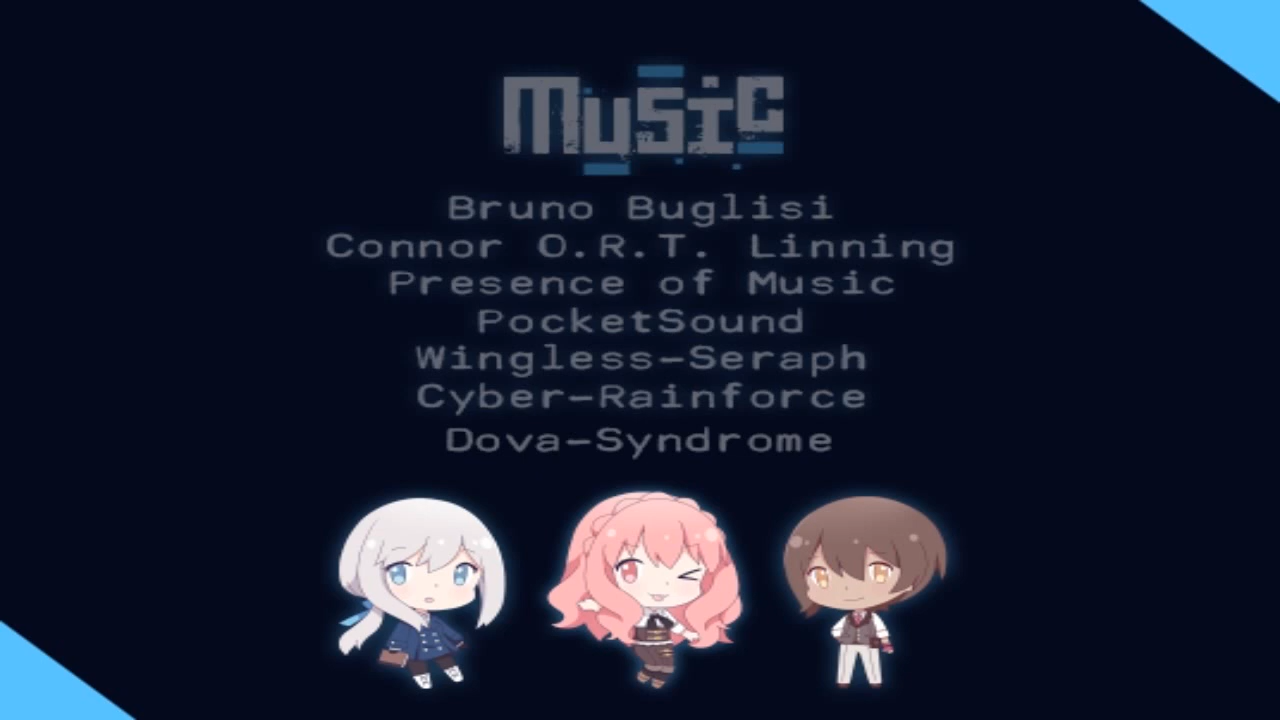 Music
Bruno Buglisi
Connor O.R.T. Linning
Presence of Music
PocketSound
Wingless-Seraph
Cyber-Rainforce
Dova-Syndrome